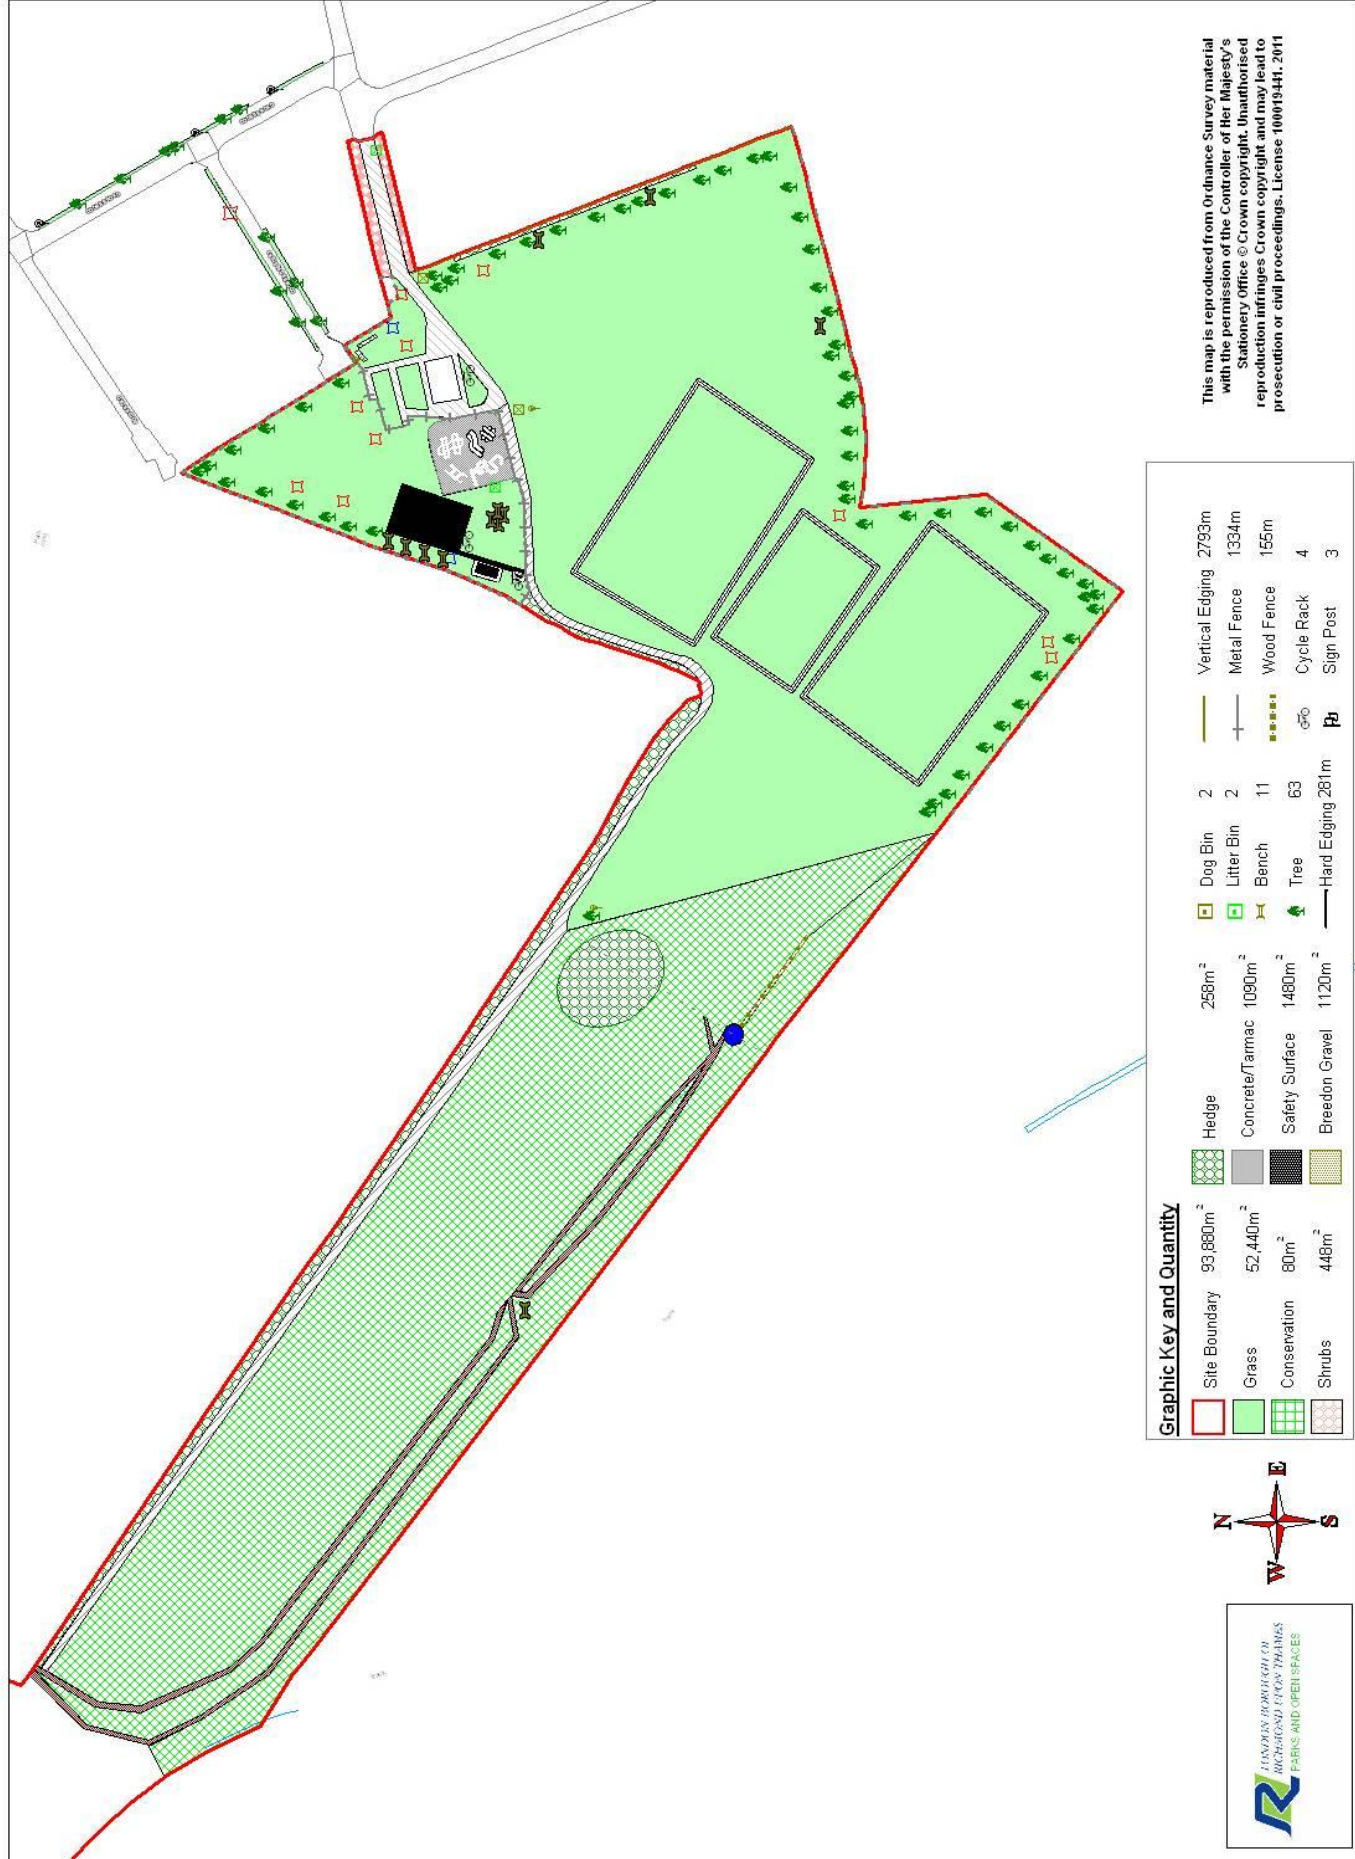 This map is reproduced from Ordnance Survey material
with the permission of the Controller of Her Majesty's
Stationery Office © Crown copyright. Unauthorised
reproduction infringes Crown copyright and may lead to
prosecution or civil proceedings. License 100019441. 2011
Graphic Key and Quantity
Site Boundary 93,880m²
Grass 52,440m²
Conservation 80m²
Shrubs 448m²
Hedge 258m²
Concrete/Tarmac 1090m²
Safety Surface 1480m²
Breedon Gravel 1120m²
Dog Bin 2
Litter Bin 2
Bench 11
Tree 63
Hard Edging 281m
Vertical Edging 2793m
Metal Fence 1334m
Wood Fence 155m
Cycle Rack 4
Sign Post 3
N
E
S
W
LONDON BOROUGH OF
RICHMOND UPON THAMES
PARKS AND OPEN SPACES